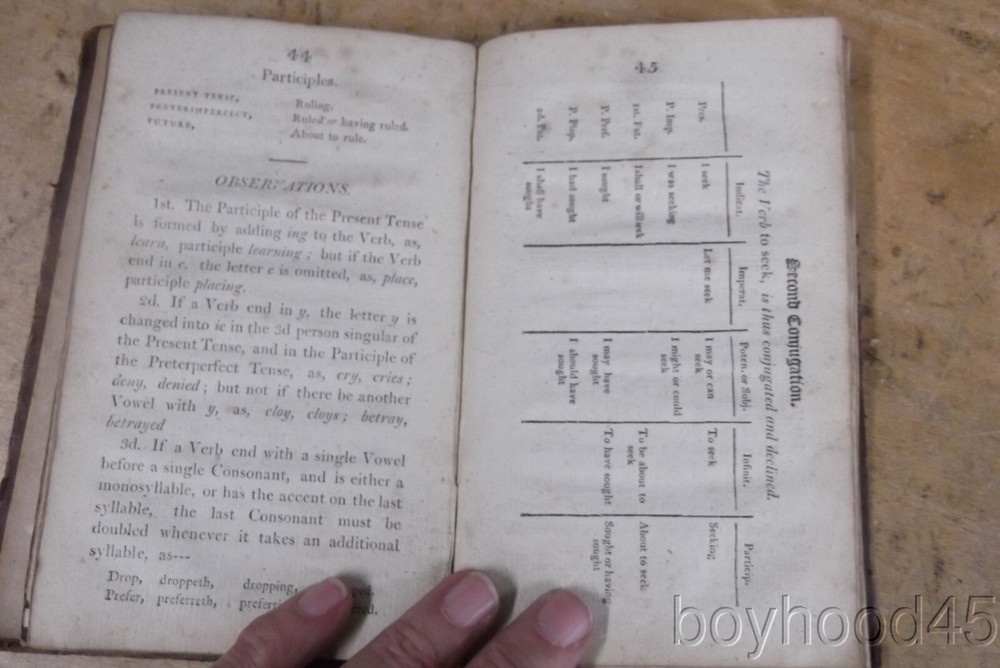 44
Participles.
PRESENT TENSE, Ruling.
PRETERIMPERFECT, Ruled or having ruled.
FUTURE, About to rule.
OBSERVATIONS.
1st. The Participle of the Present Tense
is formed by adding ing to the Verb, as,
learn, participle learning; but if the Verb
end in e, the letter e is omitted, as, place,
participle placing.
2d. If a Verb end in y, the letter y is
changed into ie in the 3d person singular of
the Present Tense, and in the Participle of
the Preterperfect Tense, as, cry, cries;
deny, denied; but not if there be another
Vowel with y, as, cloy, cloys; betray,
betrayed
3d. If a Verb end with a single Vowel
before a single Consonant, and is either a
monosyllable, or has the accent on the last
syllable, the last Consonant must be
doubled whenever it takes an additional
syllable, as---
Drop, droppeth, dropping,
Prefer, preferreth,
45
Second Conjugation.
The Verb to seek, is thus conjugated and declined.
Indicat. Imperat. Poten. or Subj. Infinit. Particip.
Pres. I seek Let me seek I may or can seek To seek Seeking
P. Imp. I was seeking I might or could seek
1st. Fut. I shall or will seek To be about to seek About to seek
P. Perf. I sought I may have sought To have sought Sought or having sought
P. Plup. I had sought I should have sought
2d. Fut. I shall have sought
boyhood45